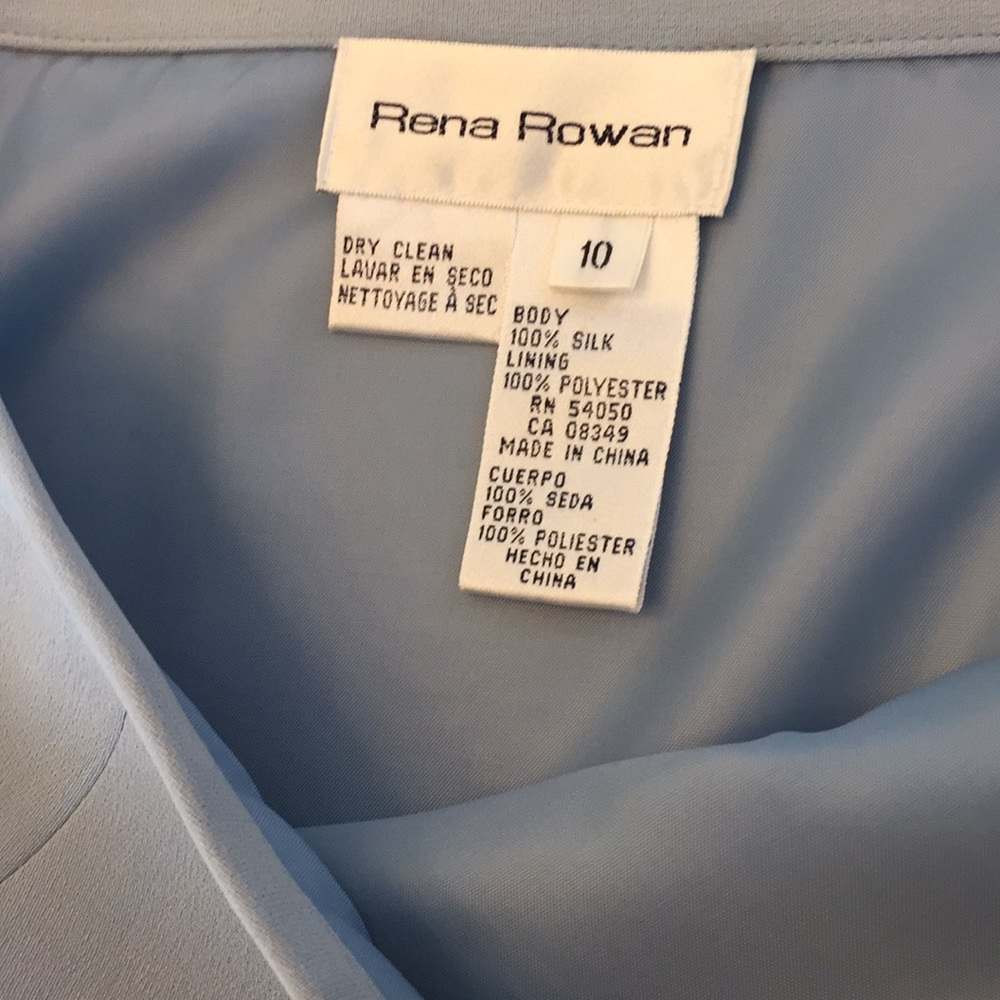 Rena Rowan
DRY CLEAN
LAVAR EN SECO
NETTOYAGE À SEC
10
BODY
100% SILK
LINING
100% POLYESTER
RN 54050
CA 08349
MADE IN CHINA
CUERPO
100% SEDA
FORRO
100% POLIESTER
HECHO EN
CHINA